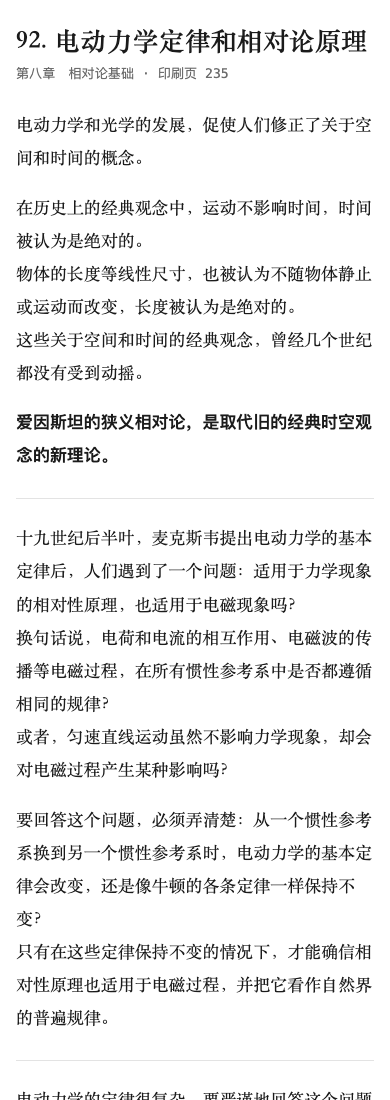 92. 电动力学定律和相对论原理
第八章　相对论基础 · 印刷页 235
电动力学和光学的发展，促使人们修正了关于空
间和时间的概念。
在历史上的经典观念中，运动不影响时间，时间
被认为是绝对的。
物体的长度等线性尺寸，也被认为不随物体静止
或运动而改变，长度被认为是绝对的。
这些关于空间和时间的经典观念，曾经几个世纪
都没有受到动摇。
爱因斯坦的狭义相对论，是取代旧的经典时空观
念的新理论。
十九世纪后半叶，麦克斯韦提出电动力学的基本
定律后，人们遇到了一个问题：适用于力学现象
的相对性原理，也适用于电磁现象吗？
换句话说，电荷和电流的相互作用、电磁波的传
播等电磁过程，在所有惯性参考系中是否都遵循
相同的规律？
或者，匀速直线运动虽然不影响力学现象，却会
对电磁过程产生某种影响吗？
要回答这个问题，必须弄清楚：从一个惯性参考
系换到另一个惯性参考系时，电动力学的基本定
律会改变，还是像牛顿的各条定律一样保持不
变？
只有在这些定律保持不变的情况下，才能确信相
对性原理也适用于电磁过程，并把它看作自然界
的普遍规律。
电动力学的定律很复杂，要严谨地回答这个问题